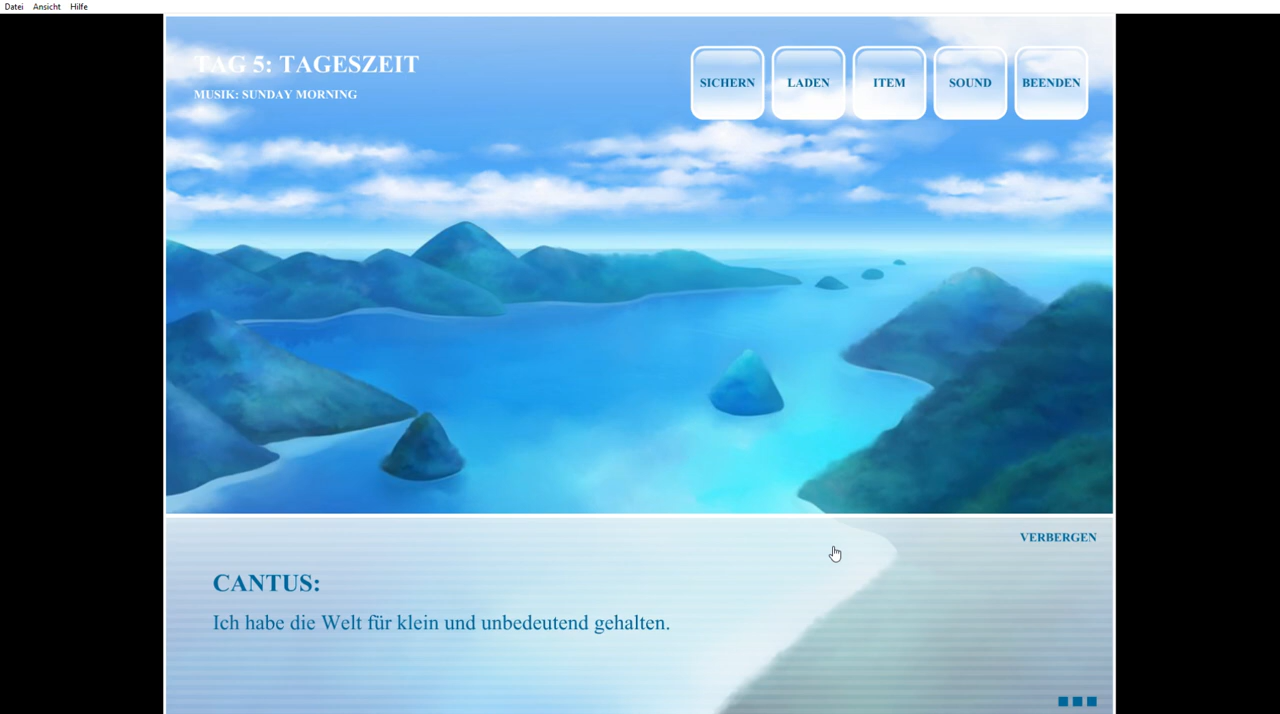 Datei Ansicht Hilfe
TAG 5: TAGESZEIT
MUSIK: SUNDAY MORNING
SICHERN LADEN ITEM SOUND BEENDEN
VERBERGEN
CANTUS:
Ich habe die Welt für klein und unbedeutend gehalten.